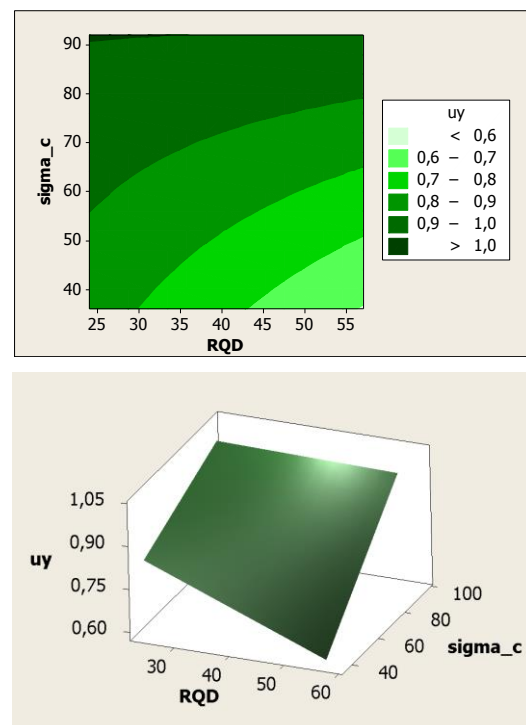 90
80
70
60
50
40
sigma_c
25 30 35 40 45 50 55
RQD
uy
< 0,6
0,6 – 0,7
0,7 – 0,8
0,8 – 0,9
0,9 – 1,0
> 1,0
1,05
0,90
0,75
0,60
uy
30 40 50 60
RQD
40 60 80 100
sigma_c